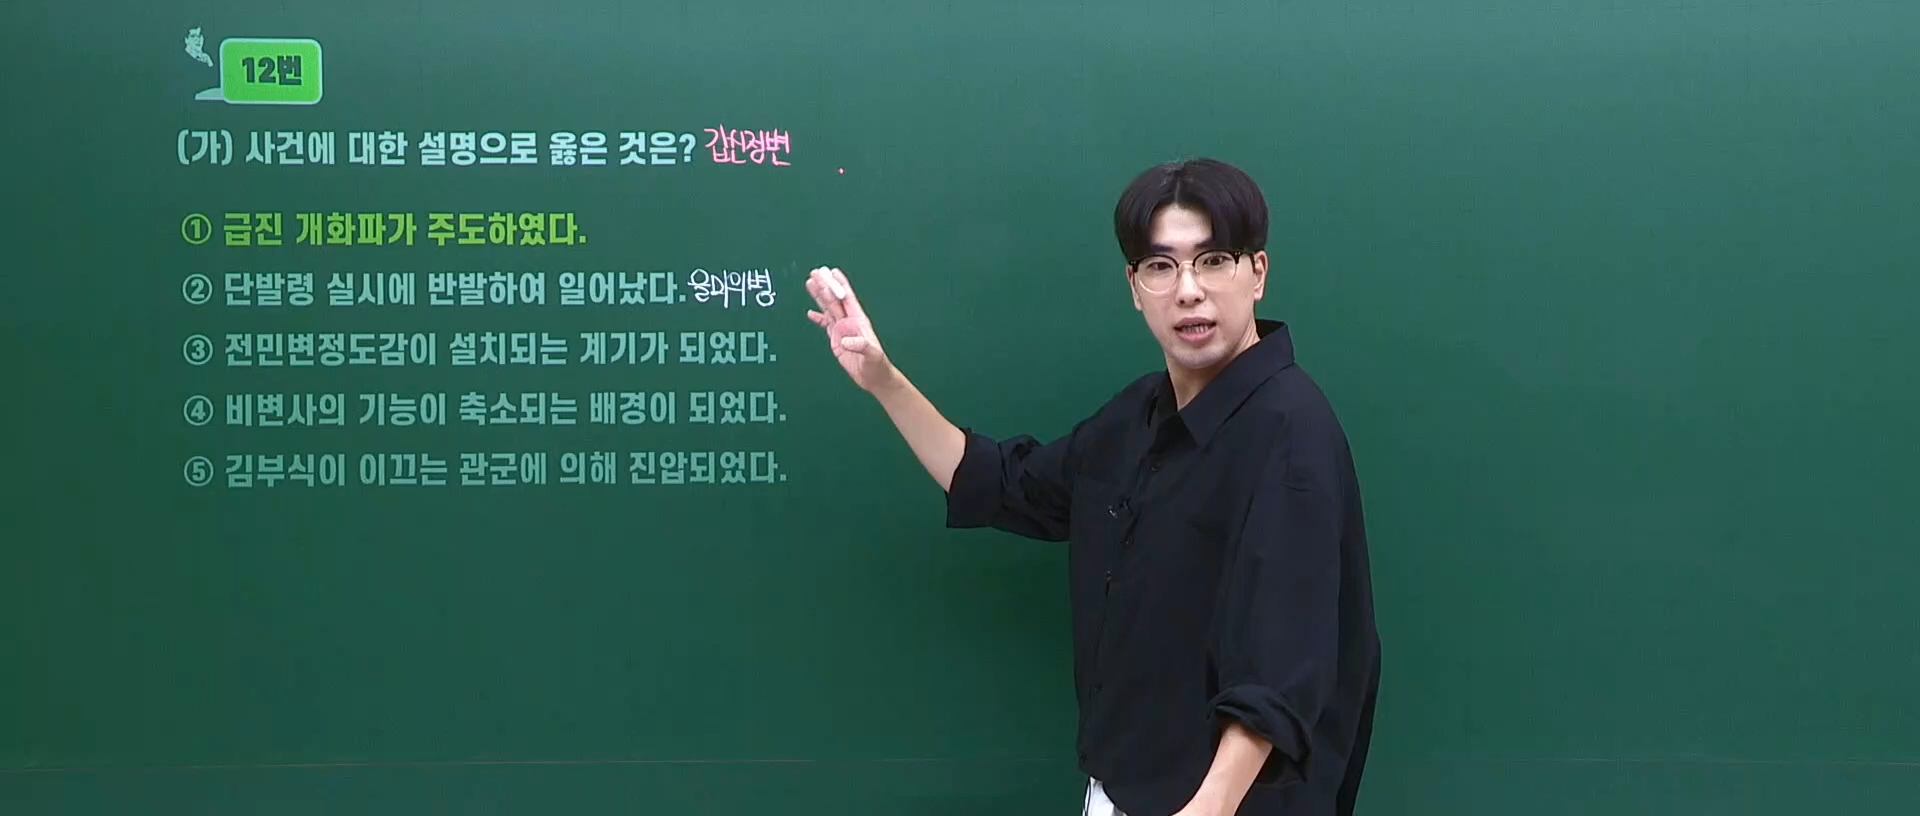 12번
(가) 사건에 대한 설명으로 옳은 것은? 갑신정변
① 급진 개화파가 주도하였다.
② 단발령 실시에 반발하여 일어났다. 을미의병
③ 전민변정도감이 설치되는 계기가 되었다.
④ 비변사의 기능이 축소되는 배경이 되었다.
⑤ 김부식이 이끄는 관군에 의해 진압되었다.